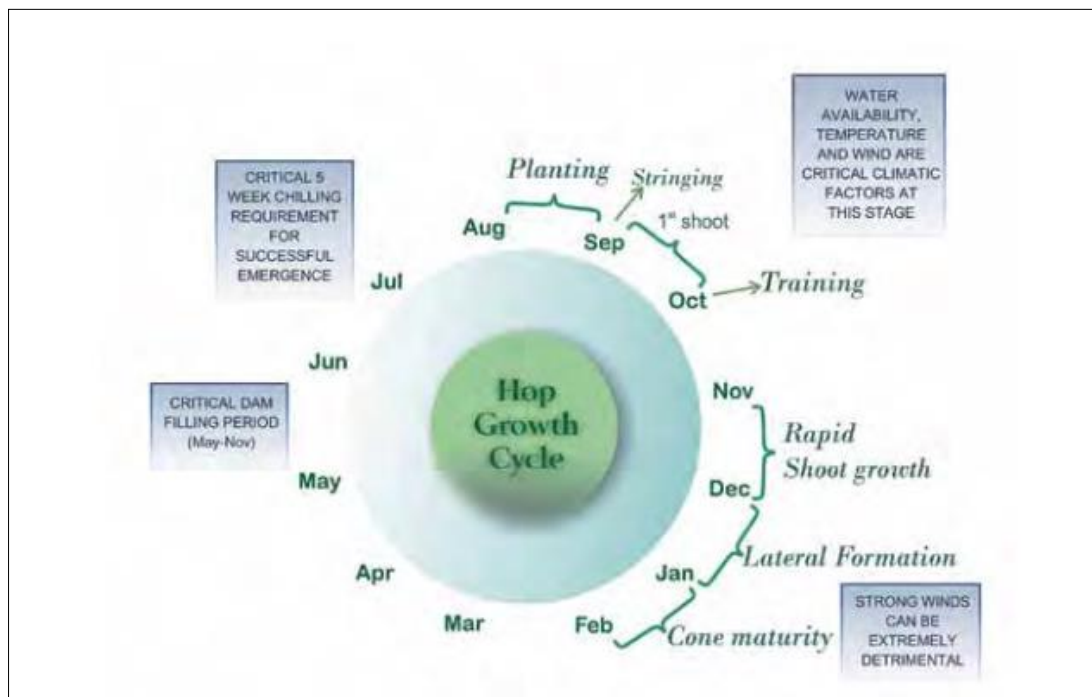 WATER
AVAILABILITY,
TEMPERATURE
AND WIND ARE
CRITICAL CLIMATIC
FACTORS AT
THIS STAGE
CRITICAL 5
WEEK CHILLING
REQUIREMENT
FOR
SUCCESSFUL
EMERGENCE
Planting
Stringing
1st shoot
Aug
Sep
Jul
Oct
Training
Jun
CRITICAL DAM
FILLING PERIOD
(May-Nov)
Hop
Growth
Cycle
Nov
Rapid
Shoot growth
May
Dec
Lateral Formation
Apr
Jan
Mar
Feb
Cone maturity
STRONG WINDS
CAN BE
EXTREMELY
DETRIMENTAL